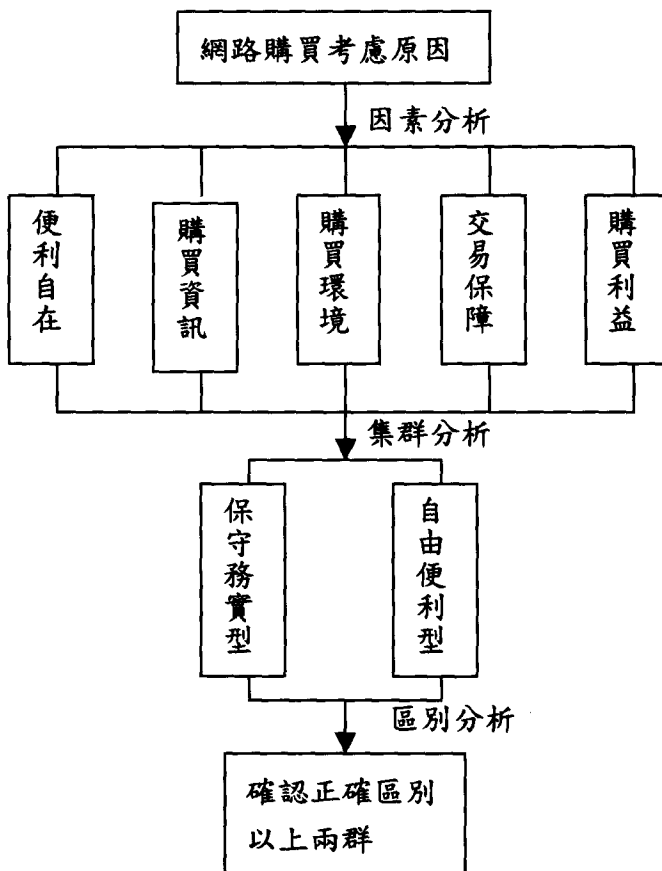 網路購買考慮原因
因素分析
便利自在
購買資訊
購買環境
交易保障
購買利益
集群分析
保守務實型
自由便利型
區別分析
確認正確區別
以上兩群